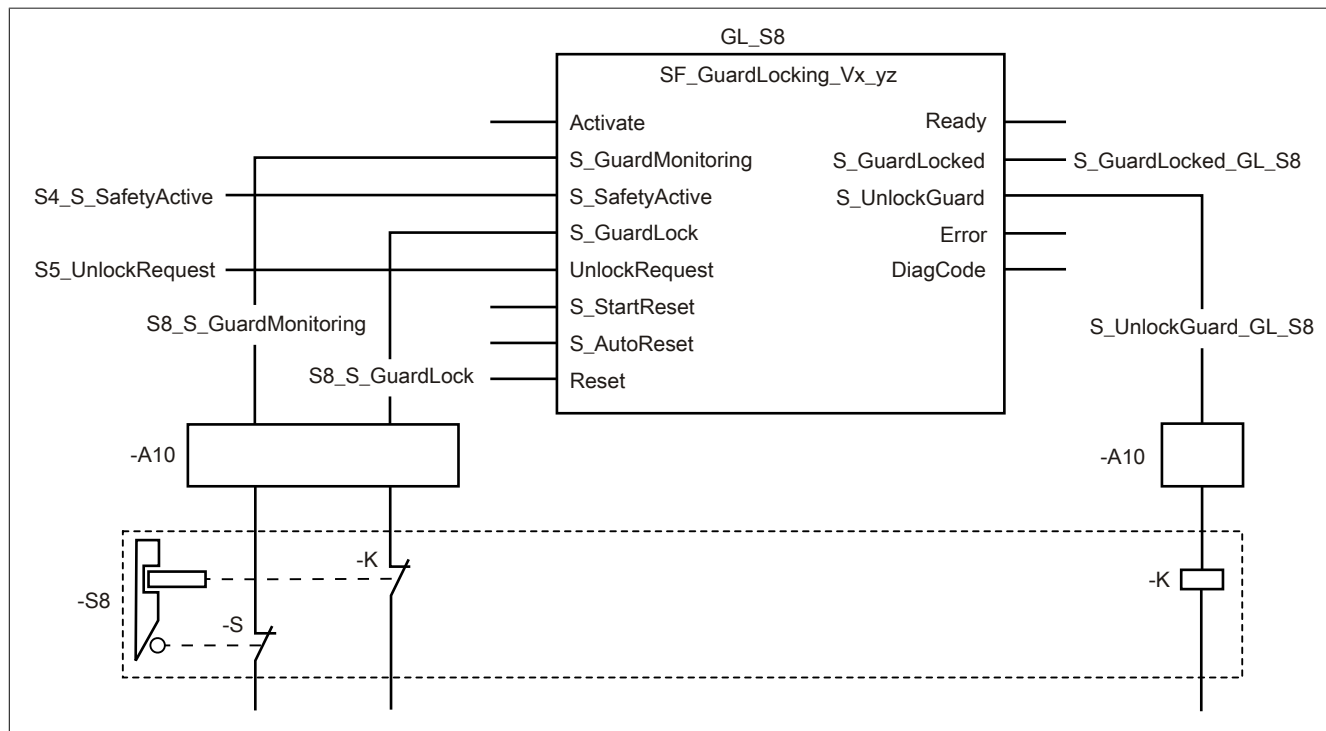 GL_S8
SF_GuardLocking_Vx_yz
Activate
Ready
S_GuardMonitoring
S_GuardLocked
S_GuardLocked_GL_S8
S4_S_SafetyActive
S_SafetyActive
S_UnlockGuard
S_GuardLock
Error
S5_UnlockRequest
UnlockRequest
DiagCode
S_StartReset
S8_S_GuardMonitoring
S_UnlockGuard_GL_S8
S_AutoReset
S8_S_GuardLock
Reset
-A10
-A10
-K
-K
-S8
-S